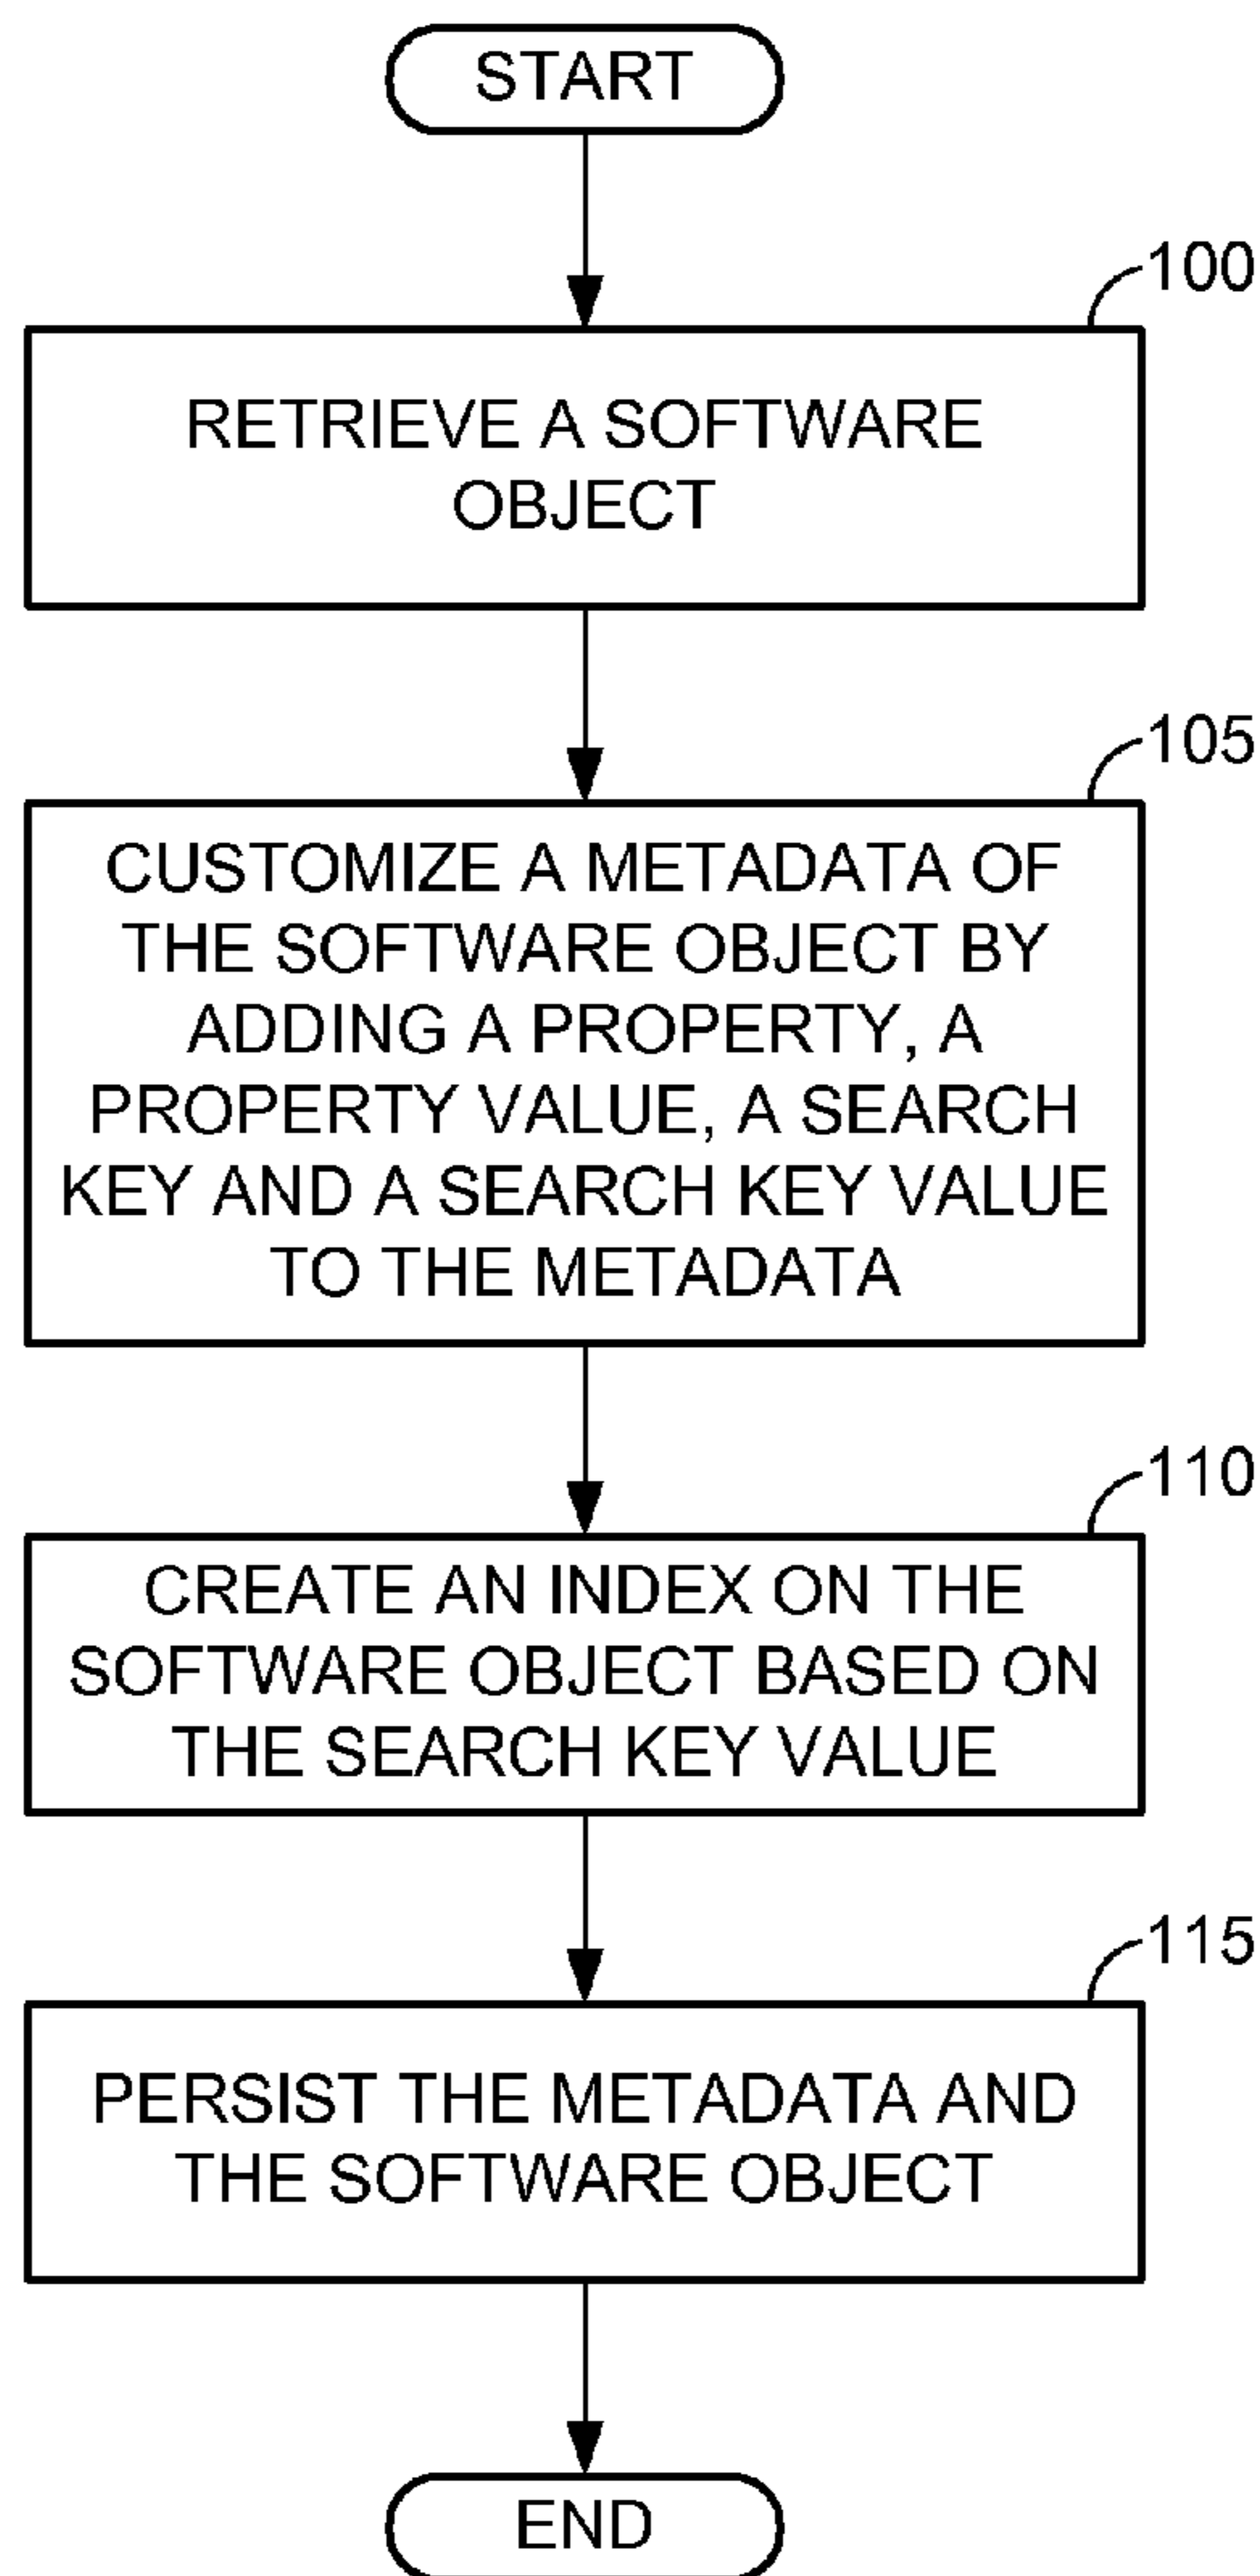 START
100
RETRIEVE A SOFTWARE
OBJECT
105
CUSTOMIZE A METADATA OF
THE SOFTWARE OBJECT BY
ADDING A PROPERTY, A
PROPERTY VALUE, A SEARCH
KEY AND A SEARCH KEY VALUE
TO THE METADATA
110
CREATE AN INDEX ON THE
SOFTWARE OBJECT BASED ON
THE SEARCH KEY VALUE
115
PERSIST THE METADATA AND
THE SOFTWARE OBJECT
END